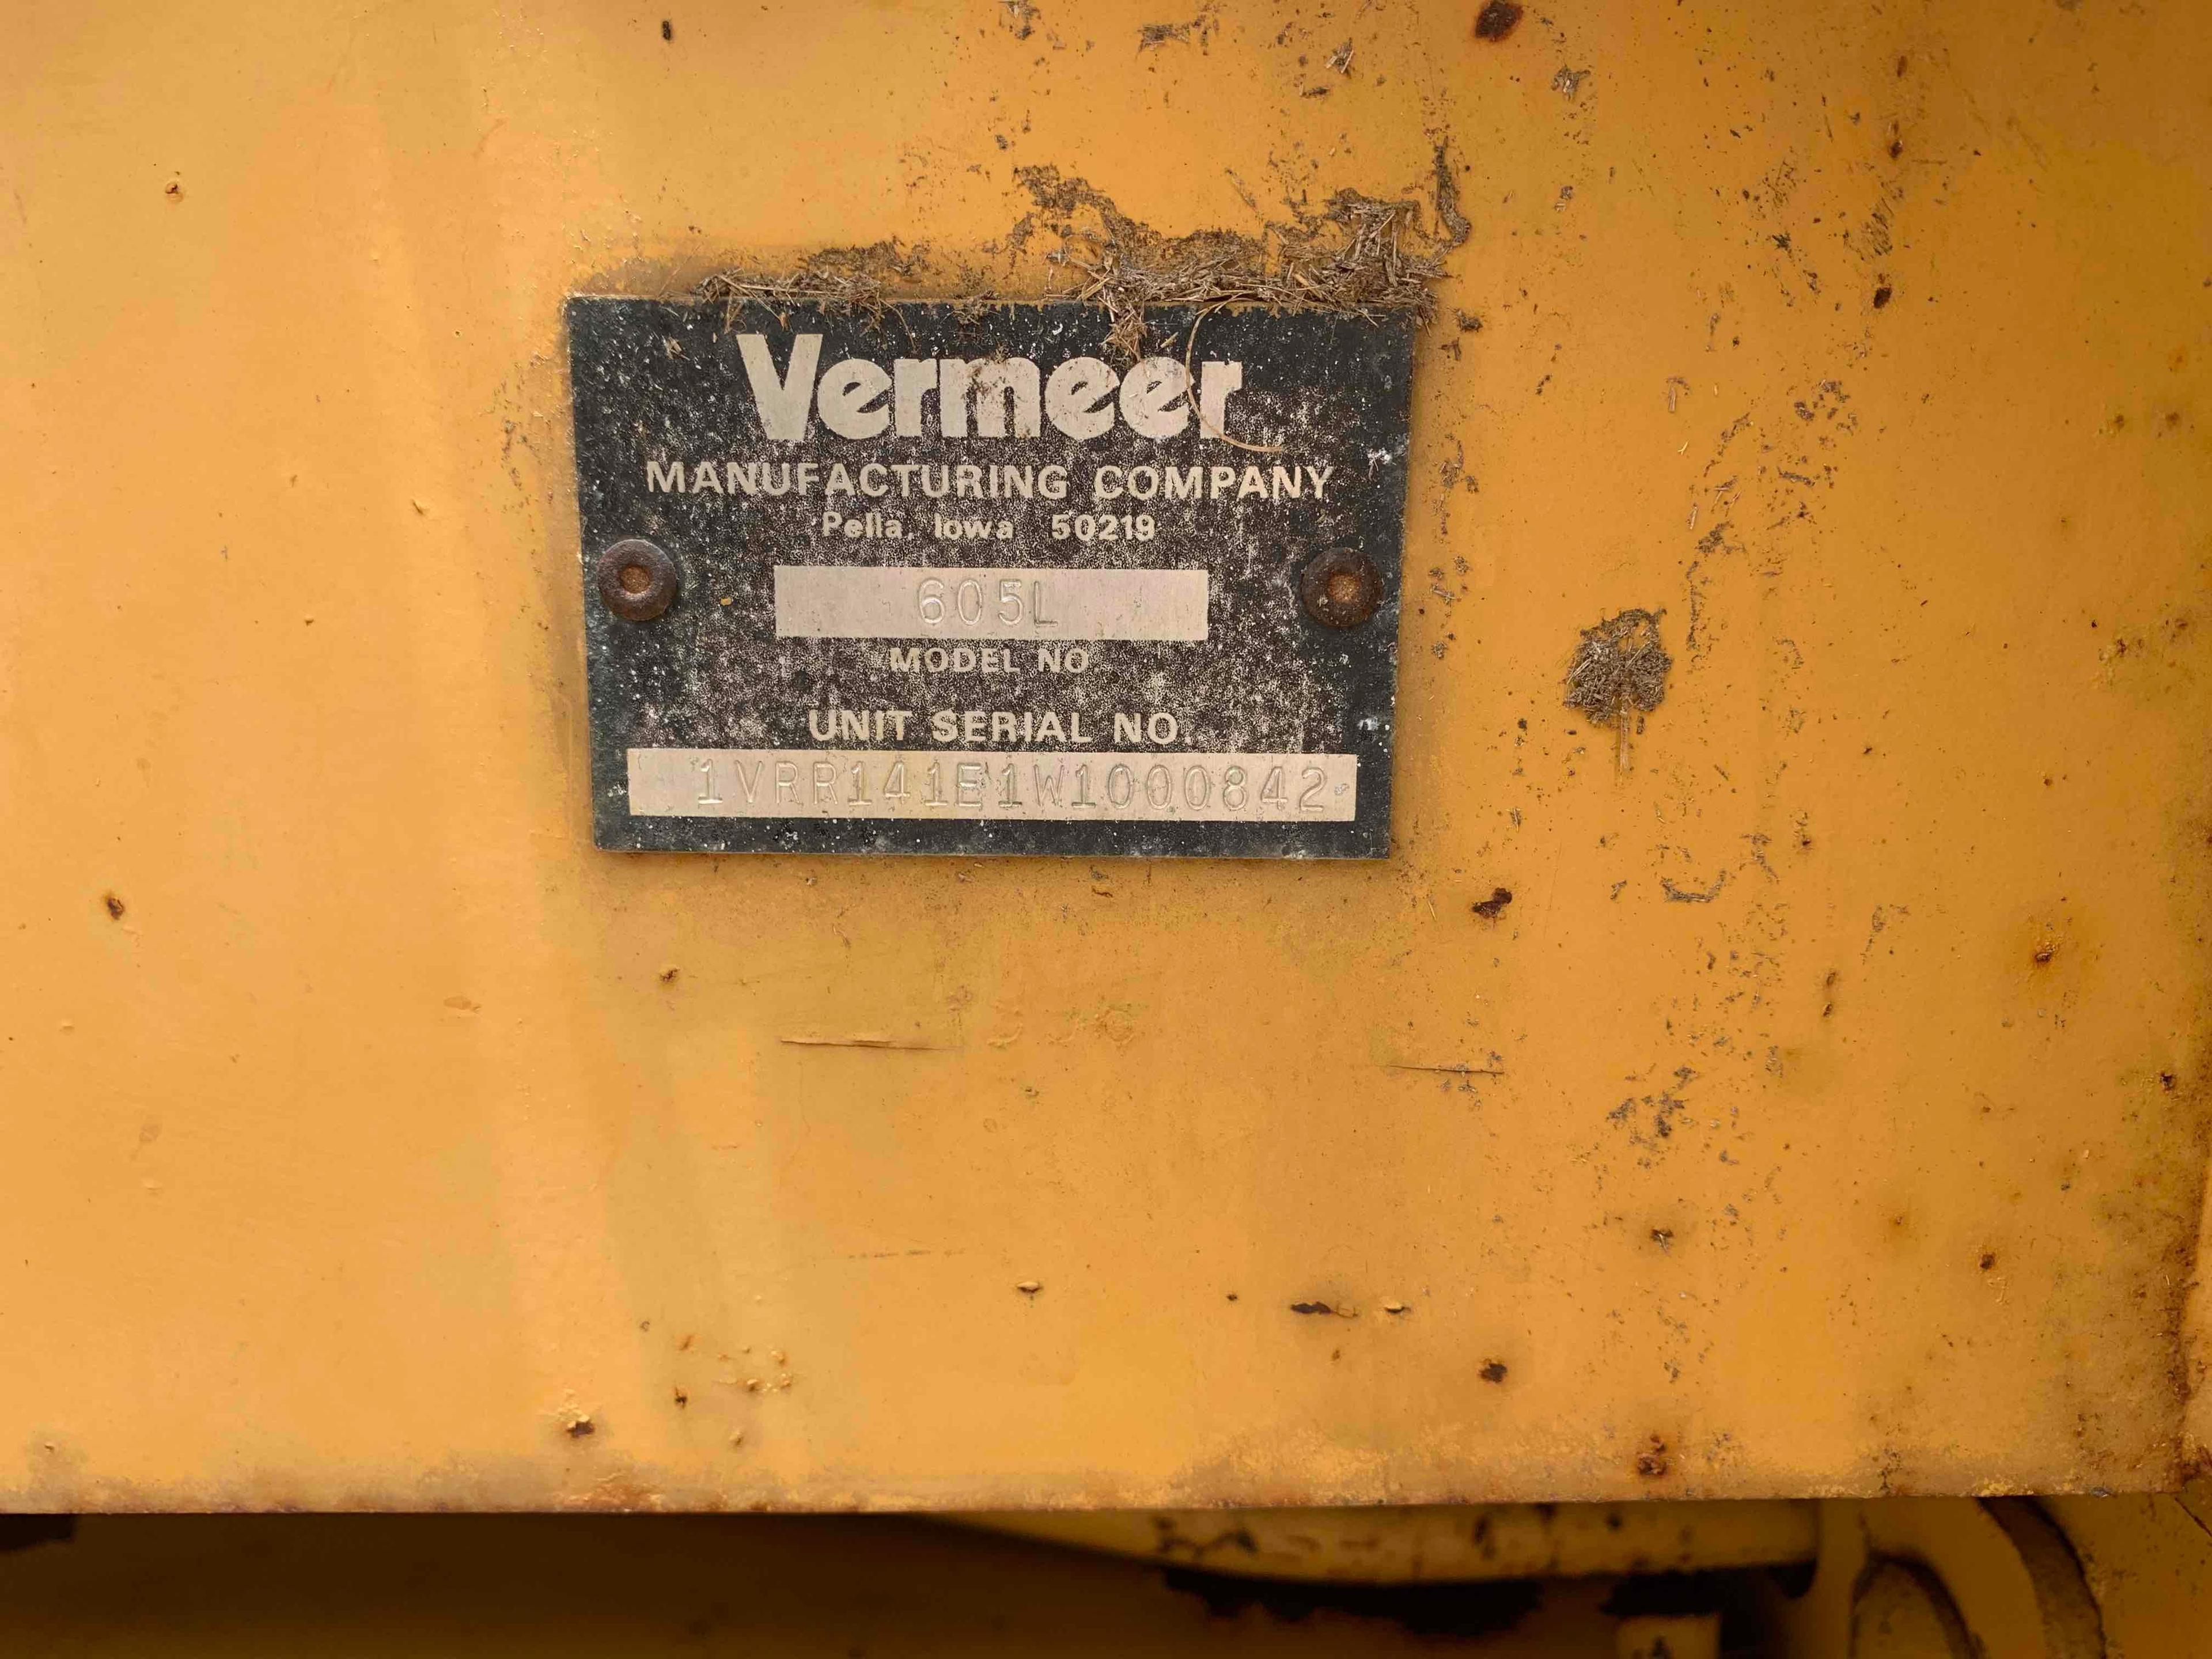 Vermeer
MANUFACTURING COMPANY
Pella, Iowa 50219
605L
MODEL NO.
UNIT SERIAL NO.
1VRR141E1W1000842